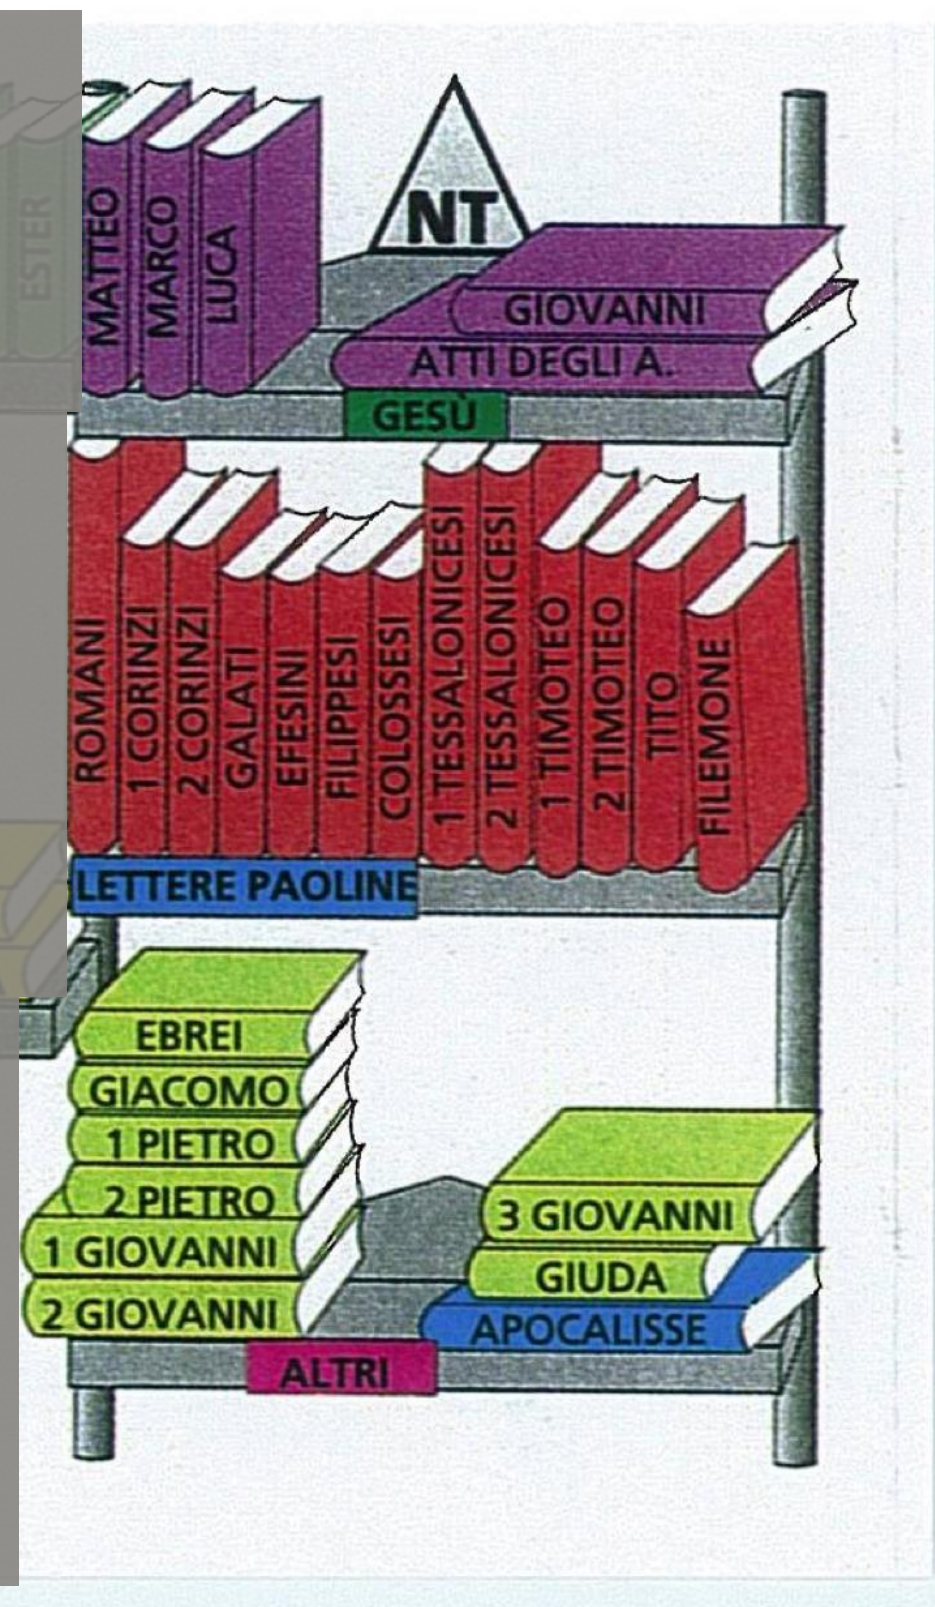 ESTER
MATTEO
MARCO
LUCA
NT
GIOVANNI
ATTI DEGLI A.
GESÙ
ROMANI
1 CORINZI
2 CORINZI
GALATI
EFESINI
FILIPPESI
COLOSSESI
1 TESSALONICESI
2 TESSALONICESI
1 TIMOTEO
2 TIMOTEO
TITO
FILEMONE
LETTERE PAOLINE
EBREI
GIACOMO
1 PIETRO
2 PIETRO
1 GIOVANNI
2 GIOVANNI
3 GIOVANNI
GIUDA
APOCALISSE
ALTRI